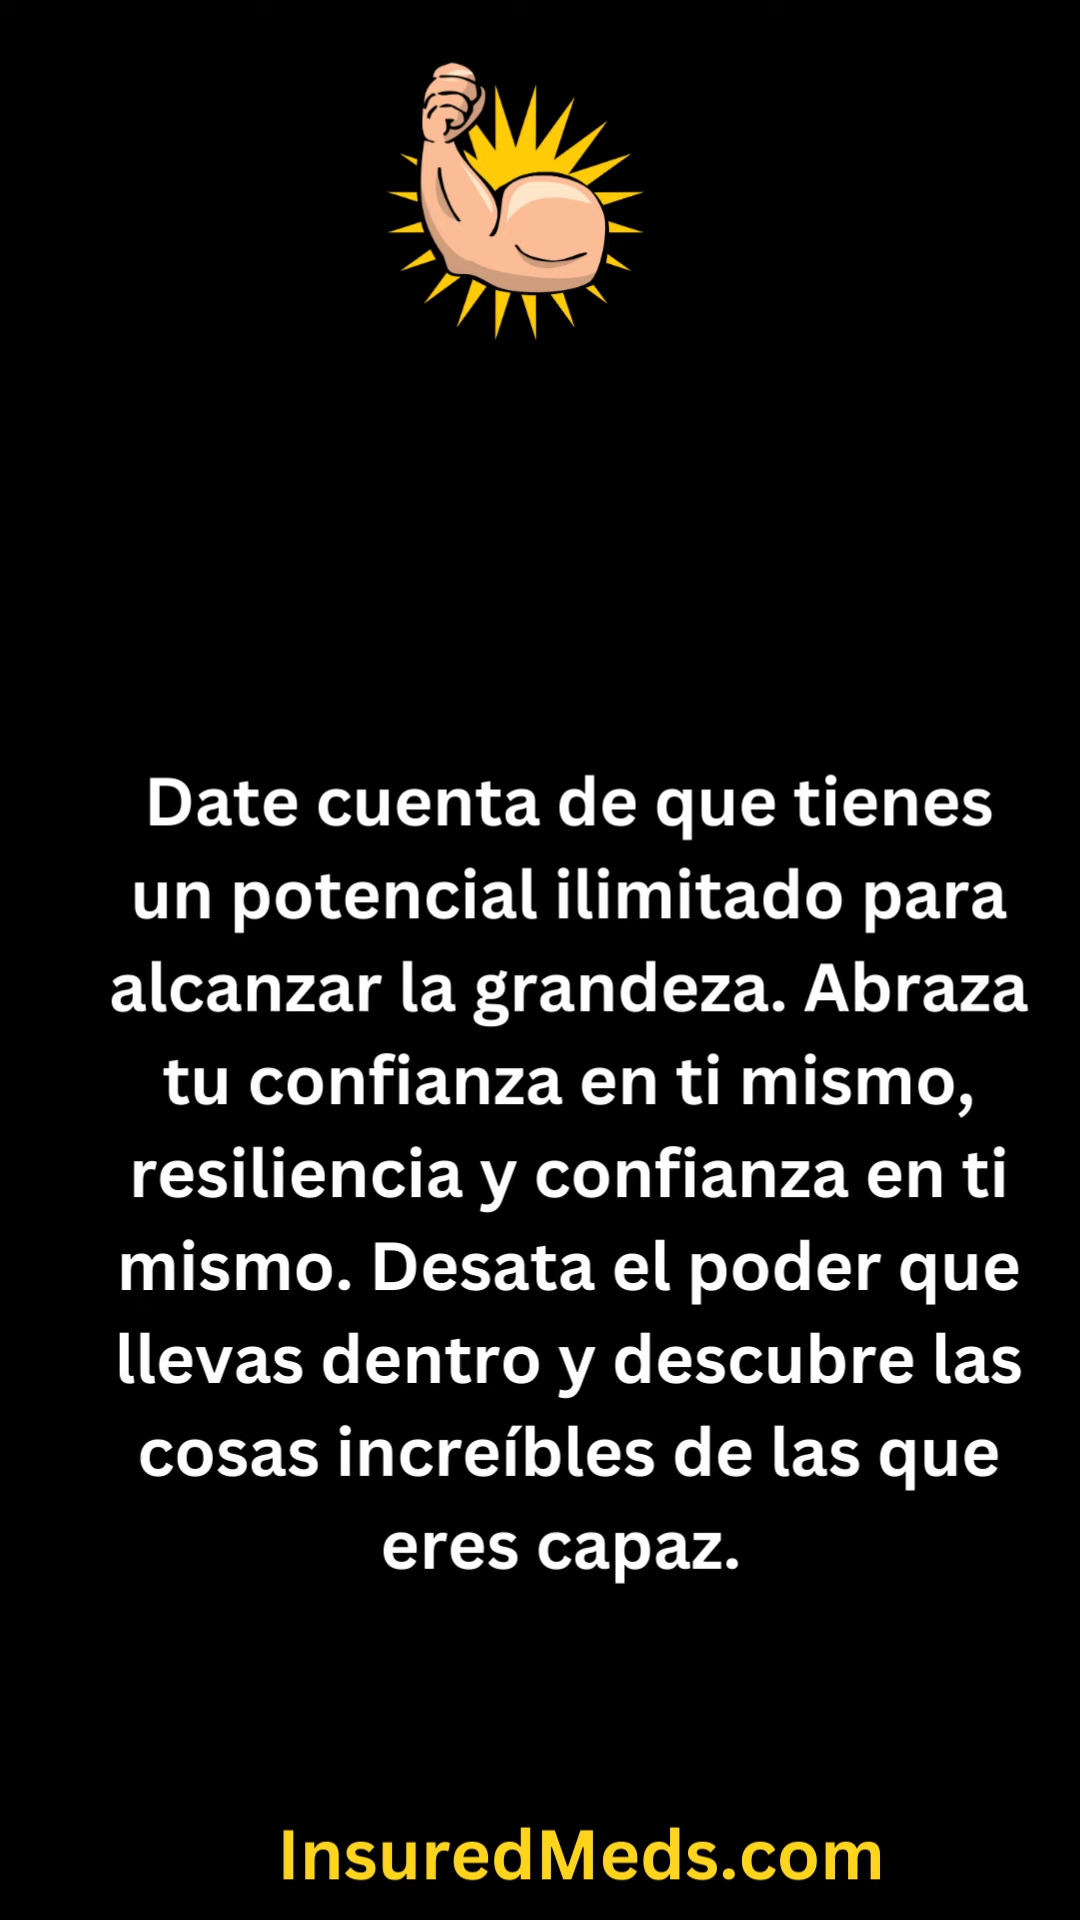 Date cuenta de que tienes
un potencial ilimitado para
alcanzar la grandeza. Abraza
tu confianza en ti mismo,
resiliencia y confianza en ti
mismo. Desata el poder que
llevas dentro y descubre las
cosas increíbles de las que
eres capaz.
InsuredMeds.com